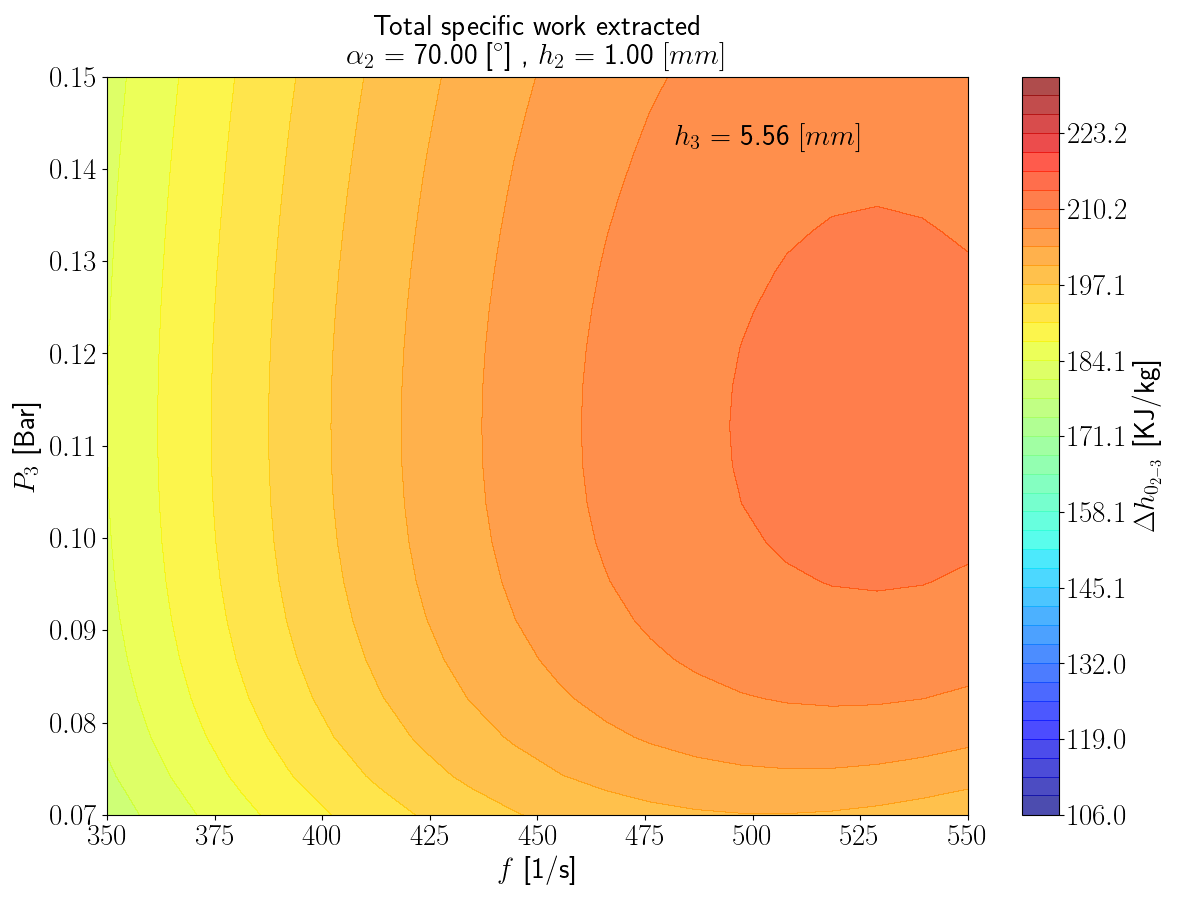 Total specific work extracted
α₂ = 70.00 [°] , h₂ = 1.00 [mm]
h₃ = 5.56 [mm]
0.15
0.14
0.13
0.12
0.11
0.10
0.09
0.08
0.07
P₃ [Bar]
350 375 400 425 450 475 500 525 550
f [1/s]
223.2
210.2
197.1
184.1
171.1
158.1
145.1
132.0
119.0
106.0
Δh₀₂₋₃ [KJ/kg]